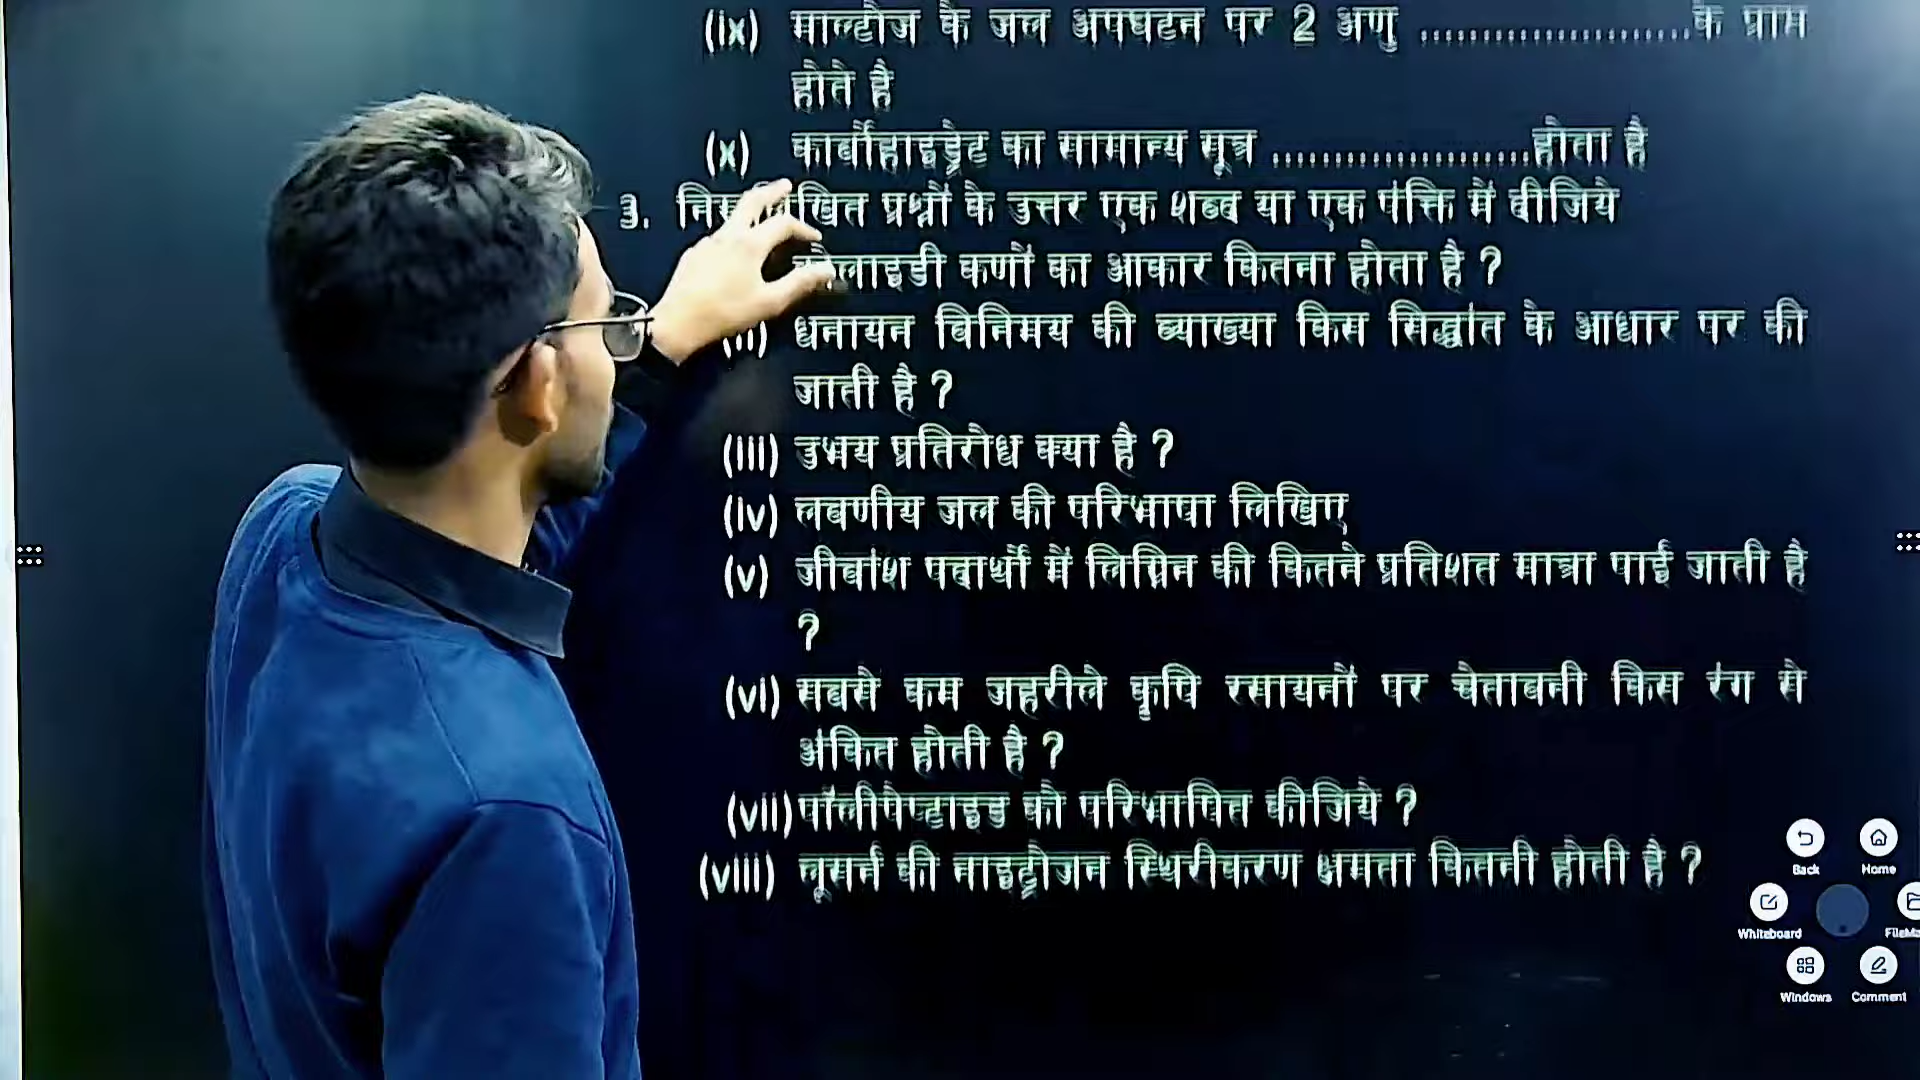 (ix) माल्टोज के जल अपघटन पर 2 अणु ......................के प्राप्त
होते है
(x) कार्बोहाइड्रेट का सामान्य सूत्र .....................होता है
3. प्रश्नों के उत्तर एक शब्द या एक पंक्ति में दीजिये
कणों का आकार कितना होता है ?
(ii) धनायन विनिमय की व्याख्या किस सिद्धांत के आधार पर की
जाती है ?
(iii) उभय प्रतिरोध क्या है ?
(iv) लवणीय जल की परिभाषा लिखिए
(v) जीवांश पदार्थो में लिग्निन की कितने प्रतिशत मात्रा पाई जाती है
?
(vi) सबसे कम जहरीले कृषि रसायनों पर चेतावनी किस रंग से
अंकित होती है ?
(vii) पॉलीपेप्टाइड को परिभाषित कीजिये ?
(viii) लूसर्न की नाइट्रोजन स्थिरीकरण क्षमता कितनी होती है ?
Back Home
Whiteboard
Windows Comment